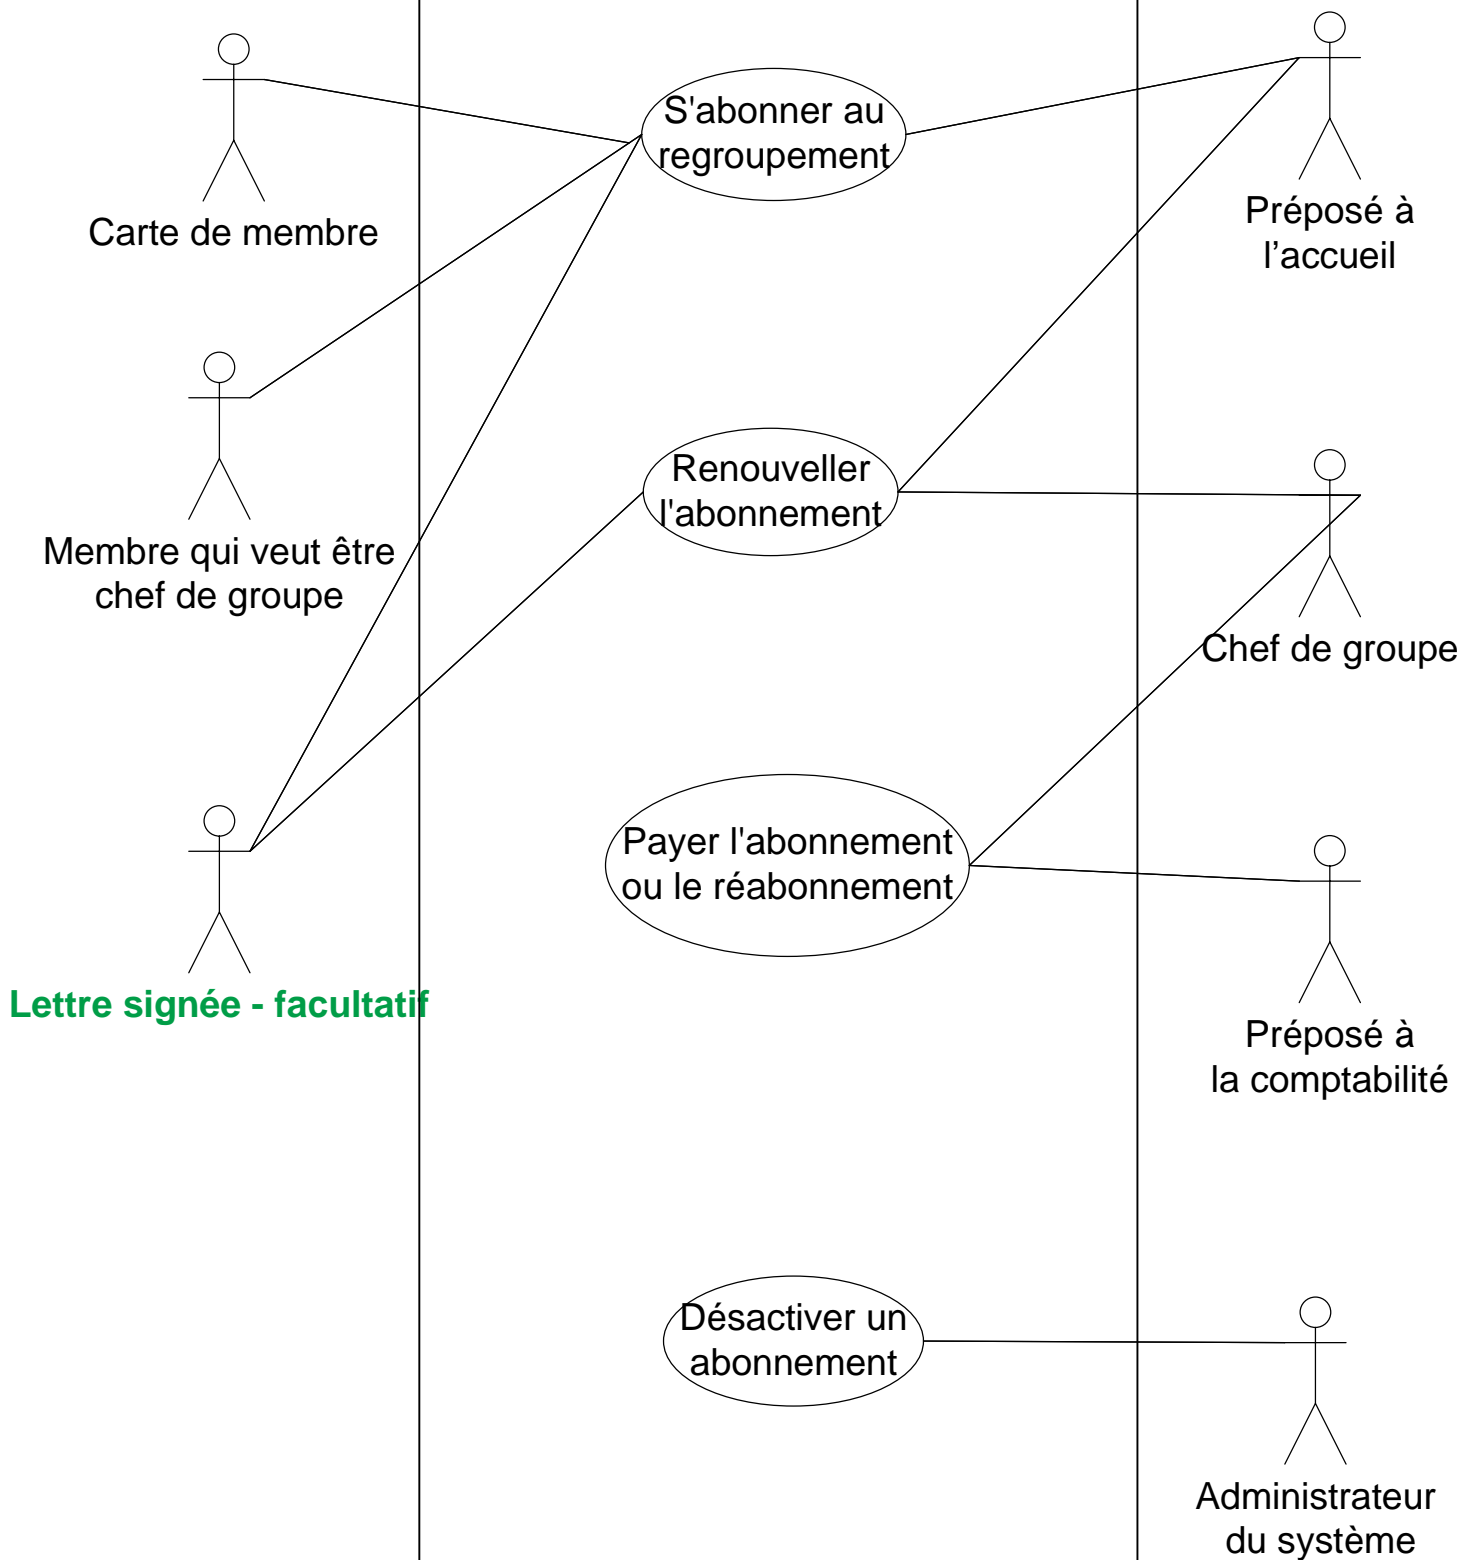 S'abonner au
regroupement
Carte de membre
Préposé à
l’accueil
Renouveller
l'abonnement
Membre qui veut être
chef de groupe
Chef de groupe
Payer l'abonnement
ou le réabonnement
Lettre signée - facultatif
Préposé à
la comptabilité
Désactiver un
abonnement
Administrateur
du système